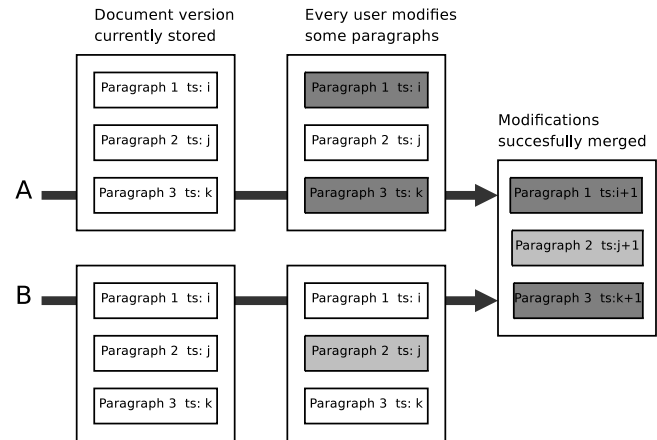 Document version
currently stored
Every user modifies
some paragraphs
Paragraph 1 ts: i
Paragraph 2 ts: j
Paragraph 3 ts: k
Paragraph 1 ts: i
Paragraph 2 ts: j
Paragraph 3 ts: k
Modifications
succesfully merged
Paragraph 1 ts:i+1
Paragraph 2 ts:j+1
Paragraph 3 ts:k+1
A
B
Paragraph 1 ts: i
Paragraph 2 ts: j
Paragraph 3 ts: k
Paragraph 1 ts: i
Paragraph 2 ts: j
Paragraph 3 ts: k